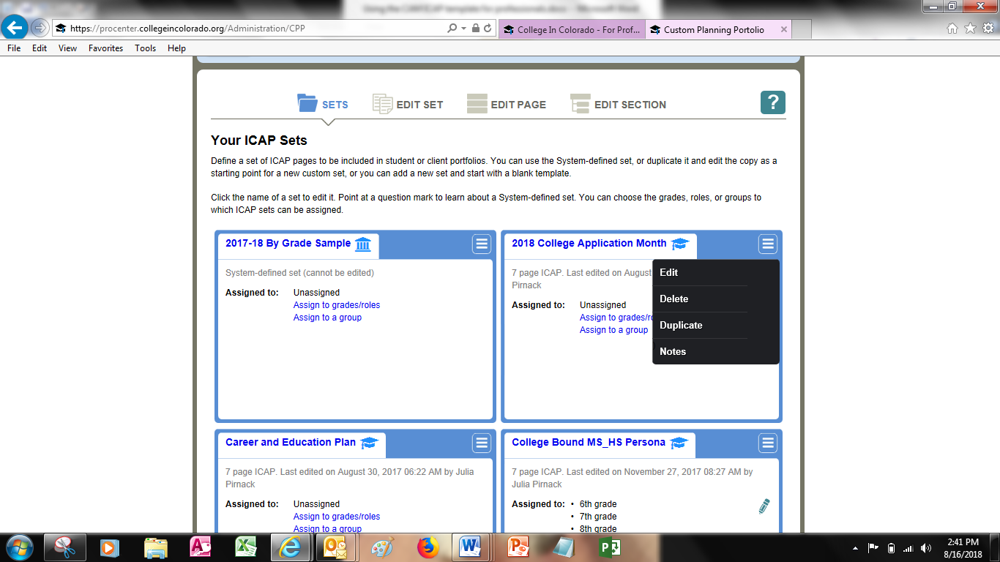 Using the CAM ICAP template for professionals.docx - Microsoft Word
https://procenter.collegeincolorado.org/Administration/CPP
College In Colorado - For Prof...
Custom Planning Portolio
File Edit View Favorites Tools Help
SETS
EDIT SET
EDIT PAGE
EDIT SECTION
?
Your ICAP Sets
Define a set of ICAP pages to be included in student or client portfolios. You can use the System-defined set, or duplicate it and edit the copy as a
starting point for a new custom set, or you can add a new set and start with a blank template.
Click the name of a set to edit it. Point at a question mark to learn about a System-defined set. You can choose the grades, roles, or groups to
which ICAP sets can be assigned.
2017-18 By Grade Sample
System-defined set (cannot be edited)
Assigned to: Unassigned
Assign to grades/roles
Assign to a group
2018 College Application Month
7 page ICAP. Last edited on August
Pirnack
Assigned to: Unassigned
Assign to grades/ro
Assign to a group
Edit
Delete
Duplicate
Notes
Career and Education Plan
7 page ICAP. Last edited on August 30, 2017 06:22 AM by Julia
Pirnack
Assigned to: Unassigned
Assign to grades/roles
Assign to a group
College Bound MS_HS Persona
7 page ICAP. Last edited on November 27, 2017 08:27 AM by
Julia Pirnack
Assigned to: • 6th grade
• 7th grade
• 8th grade
2:41 PM
8/16/2018